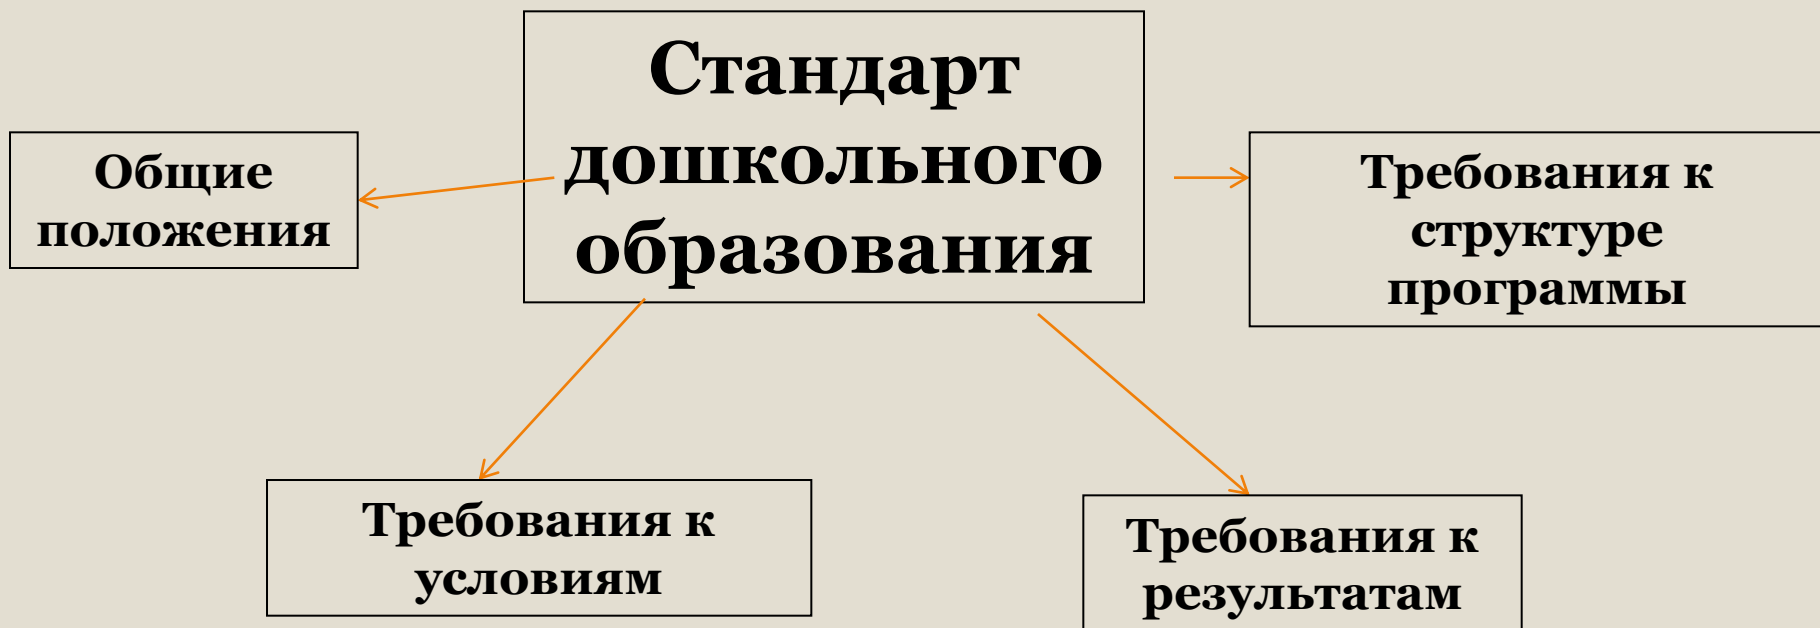 Стандарт
дошкольного
образования
Общие
положения
Требования к
структуре
программы
Требования к
условиям
Требования к
результатам